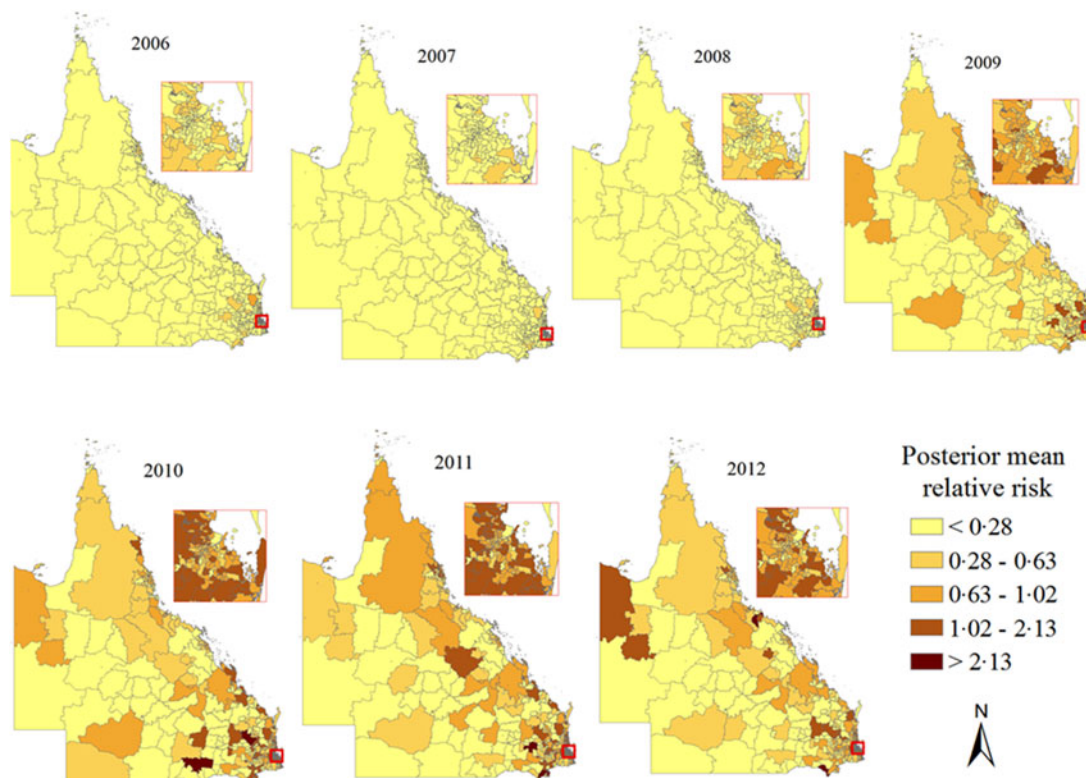 2006
2007
2008
2009
2010
2011
2012
Posterior mean
relative risk
< 0·28
0·28 - 0·63
0·63 - 1·02
1·02 - 2·13
> 2·13
N